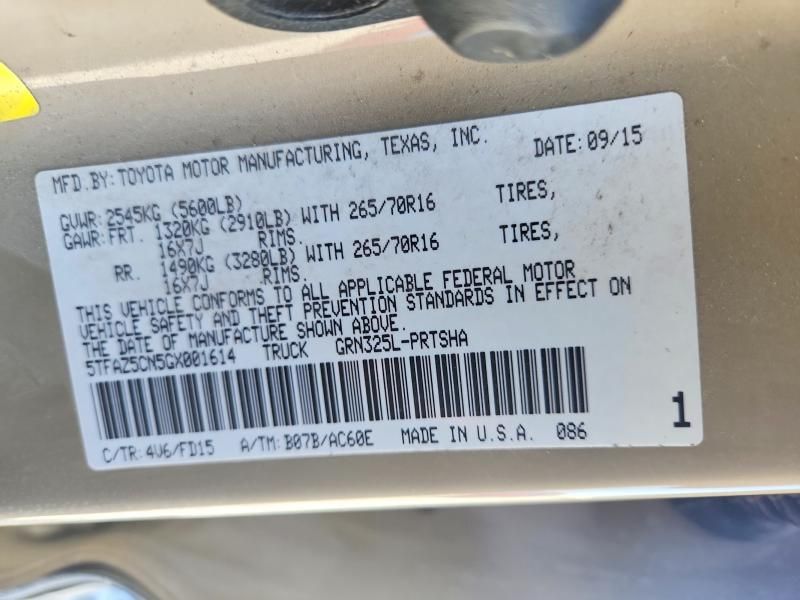 MFD.BY:TOYOTA MOTOR MANUFACTURING, TEXAS, INC. DATE:09/15
GVWR:2545KG (5600LB)
GAWR:FRT. 1320KG (2910LB) WITH 265/70R16 TIRES,
16X7J RIMS.
RR. 1490KG (3280LB) WITH 265/70R16 TIRES,
16X7J RIMS.
THIS VEHICLE CONFORMS TO ALL APPLICABLE FEDERAL MOTOR
VEHICLE SAFETY AND THEFT PREVENTION STANDARDS IN EFFECT ON
THE DATE OF MANUFACTURE SHOWN ABOVE.
5TFAZ5CN5GX001614 TRUCK GRN325L-PRTSHA
1
C/TR:4V6/FD15 A/TM:B07B/AC60E MADE IN U.S.A. 086